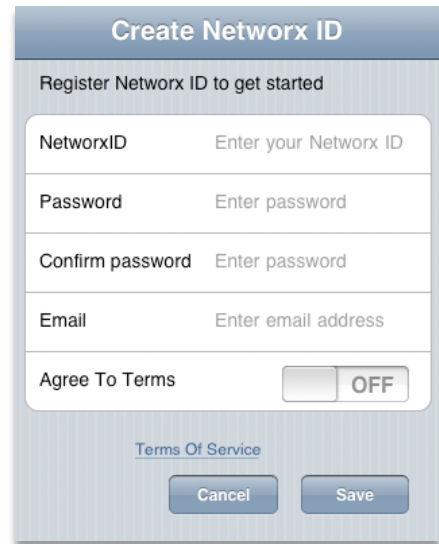 Create Networx ID
Register Networx ID to get started
NetworxID Enter your Networx ID
Password Enter password
Confirm password Enter password
Email Enter email address
Agree To Terms OFF
Terms Of Service
Cancel Save